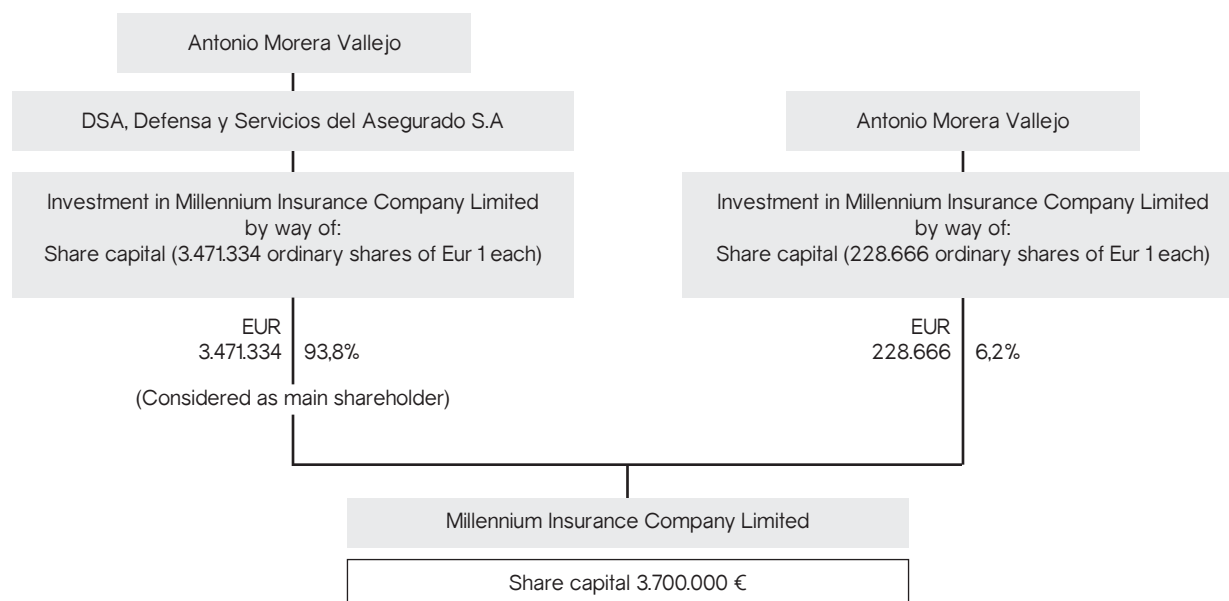 Antonio Morera Vallejo
DSA, Defensa y Servicios del Asegurado S.A
Investment in Millennium Insurance Company Limited
by way of:
Share capital (3.471.334 ordinary shares of Eur 1 each)
EUR
3.471.334 93,8%
(Considered as main shareholder)
Antonio Morera Vallejo
Investment in Millennium Insurance Company Limited
by way of:
Share capital (228.666 ordinary shares of Eur 1 each)
EUR
228.666 6,2%
Millennium Insurance Company Limited
Share capital 3.700.000 €